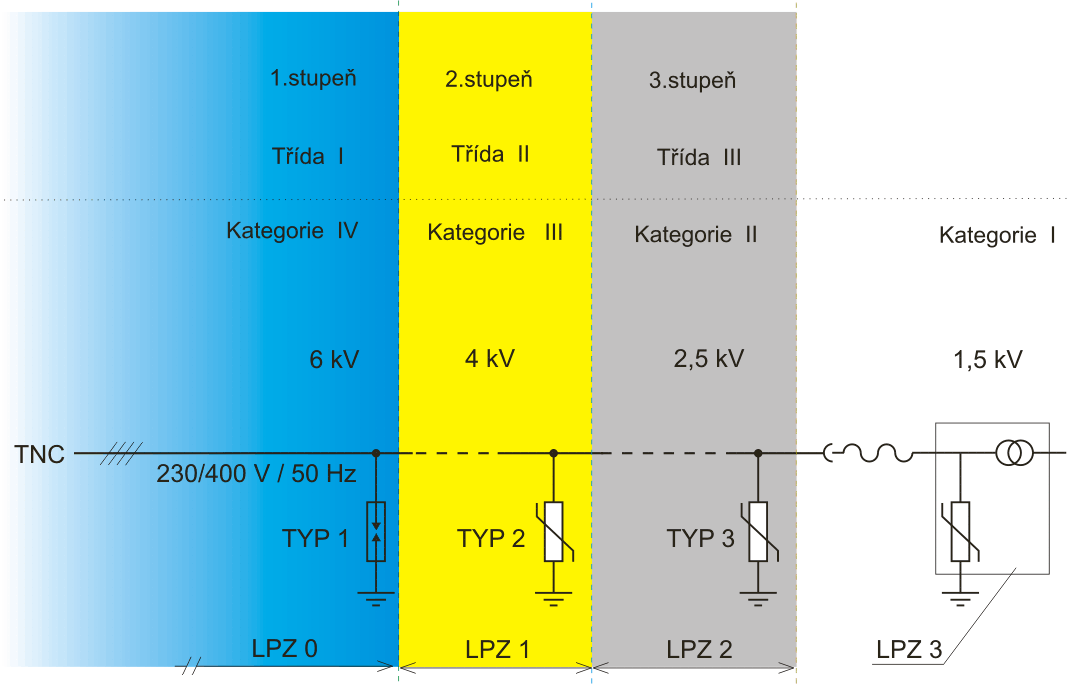 1.stupeň 2.stupeň 3.stupeň
Třída I Třída II Třída III
Kategorie IV Kategorie III Kategorie II Kategorie I
6 kV 4 kV 2,5 kV 1,5 kV
TNC
230/400 V / 50 Hz
TYP 1 TYP 2 TYP 3
LPZ 0 LPZ 1 LPZ 2 LPZ 3